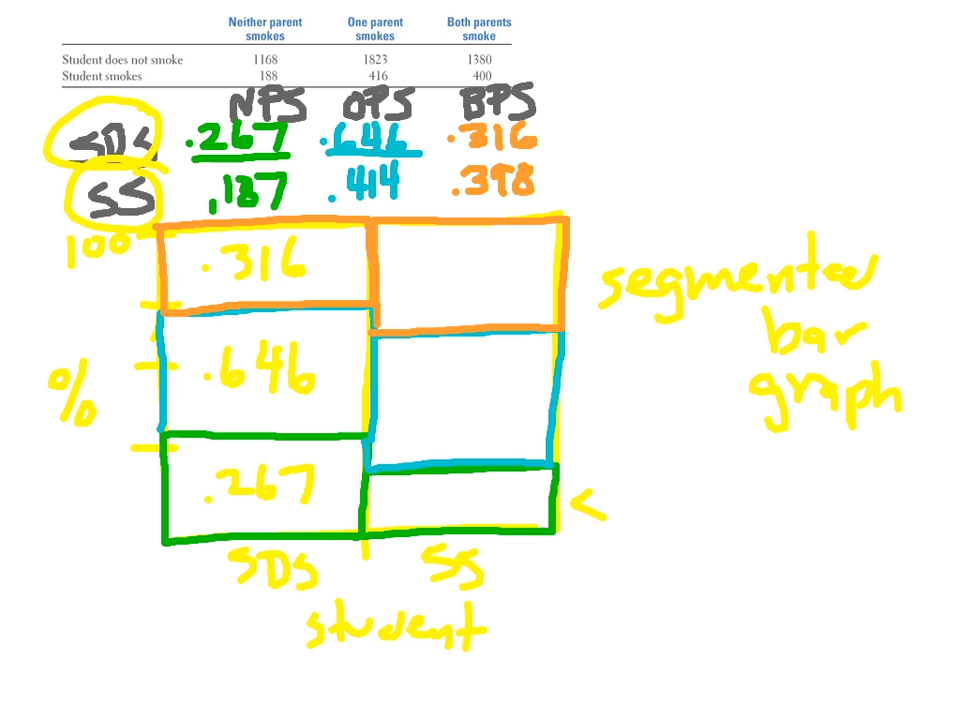 Neither parent smokes One parent smokes Both parents smoke
Student does not smoke 1168 1823 1380
Student smokes 188 416 400
NPS OPS BPS
SDS .267 .646 .316
SS .187 .414 .398
100
.316
segmented
bar
graph
%
.646
.267
<
SDS SS
student